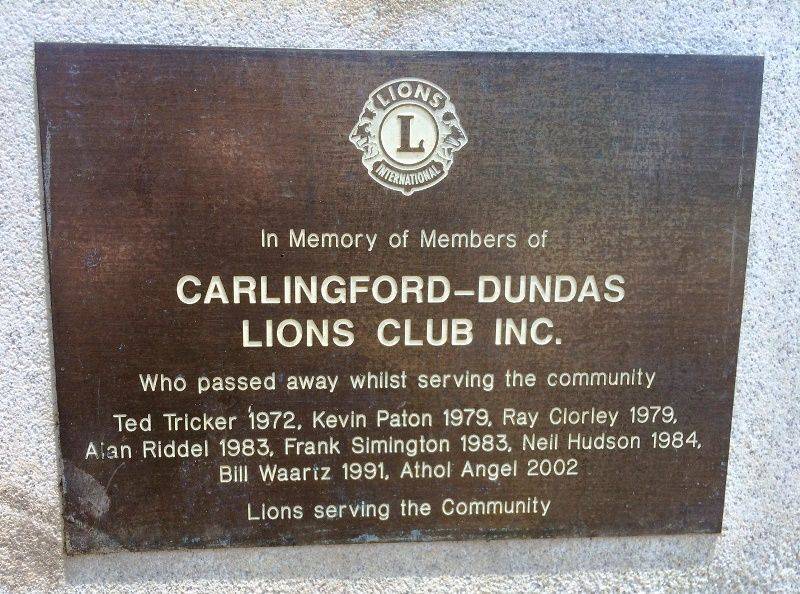 LIONS
L
INTERNATIONAL
In Memory of Members of
CARLINGFORD-DUNDAS
LIONS CLUB INC.
Who passed away whilst serving the community
Ted Tricker 1972, Kevin Paton 1979, Ray Clorley 1979,
Alan Riddel 1983, Frank Simington 1983, Neil Hudson 1984,
Bill Waartz 1991, Athol Angel 2002
Lions serving the Community